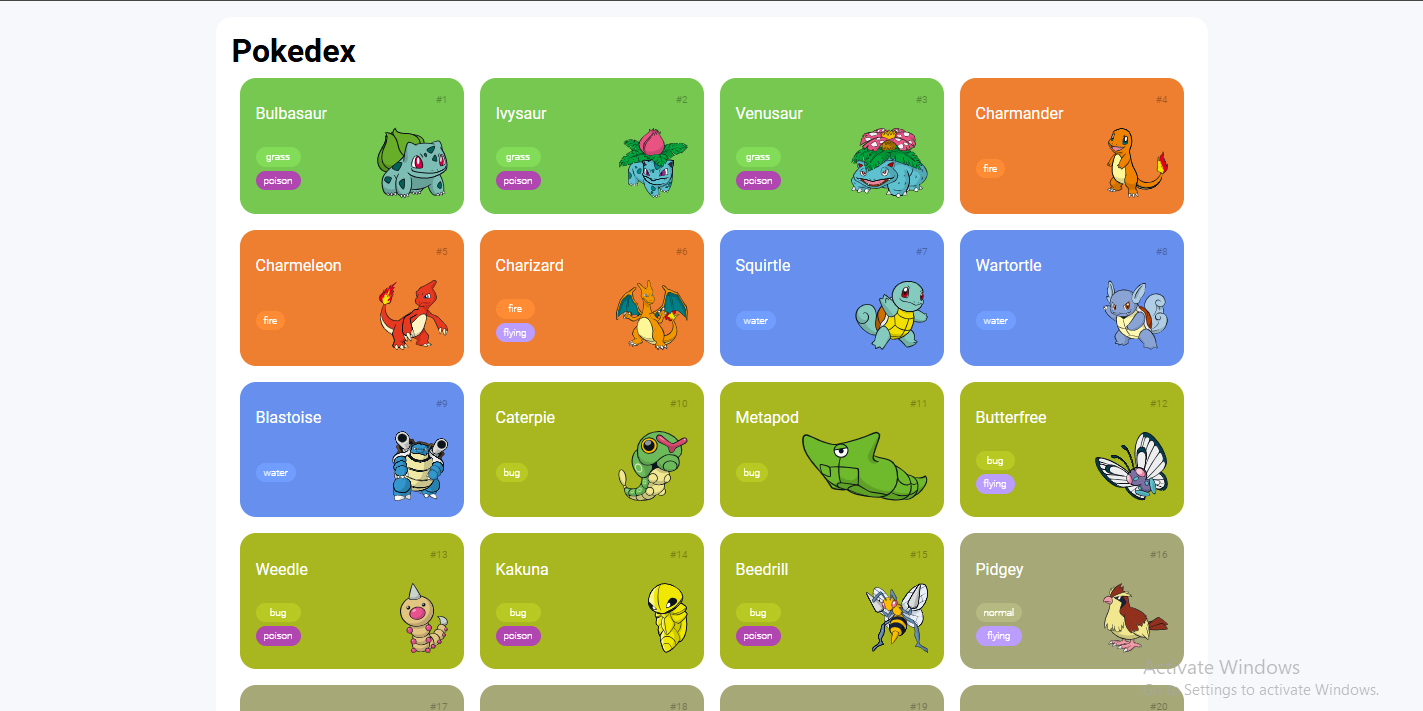 Pokedex
#1
Bulbasaur
grass
poison
#2
Ivysaur
grass
poison
#3
Venusaur
grass
poison
#4
Charmander
fire
#5
Charmeleon
fire
#6
Charizard
fire
flying
#7
Squirtle
water
#8
Wartortle
water
#9
Blastoise
water
#10
Caterpie
bug
#11
Metapod
bug
#12
Butterfree
bug
flying
#13
Weedle
bug
poison
#14
Kakuna
bug
poison
#15
Beedrill
bug
poison
#16
Pidgey
normal
flying
#17
#18
#19
#20
Activate Windows
Go to Settings to activate Windows.